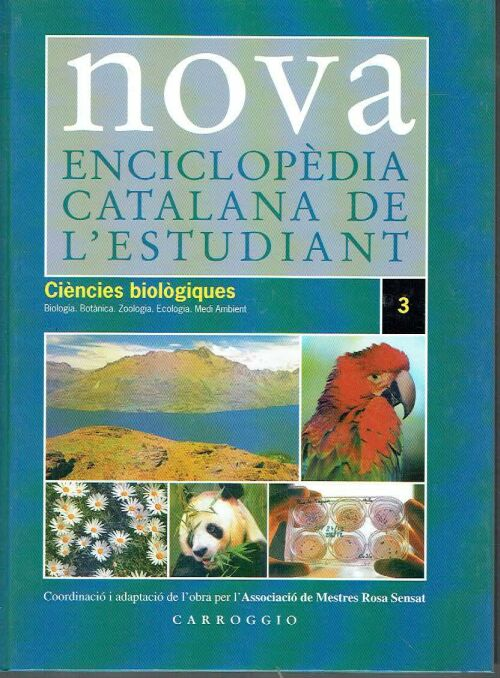 nova
ENCICLOPÈDIA
CATALANA DE
L'ESTUDIANT
Ciències biològiques
Biologia. Botànica. Zoologia. Ecologia. Medi Ambient
3
Coordinació i adaptació de l'obra per l'Associació de Mestres Rosa Sensat
CARROGGIO